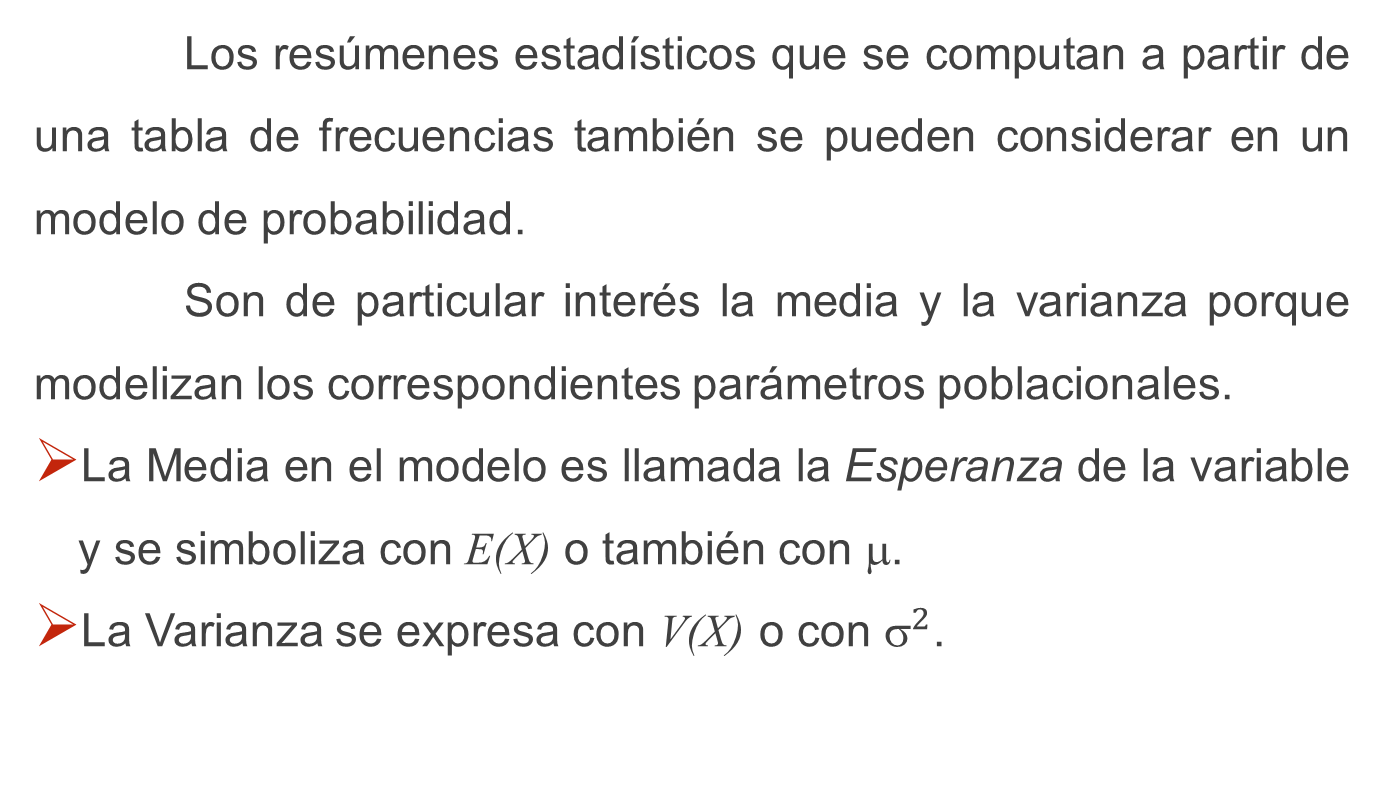 Los resúmenes estadísticos que se computan a partir de
una tabla de frecuencias también se pueden considerar en un
modelo de probabilidad.
Son de particular interés la media y la varianza porque
modelizan los correspondientes parámetros poblacionales.
➢La Media en el modelo es llamada la Esperanza de la variable
y se simboliza con E(X) o también con μ.
➢La Varianza se expresa con V(X) o con σ².